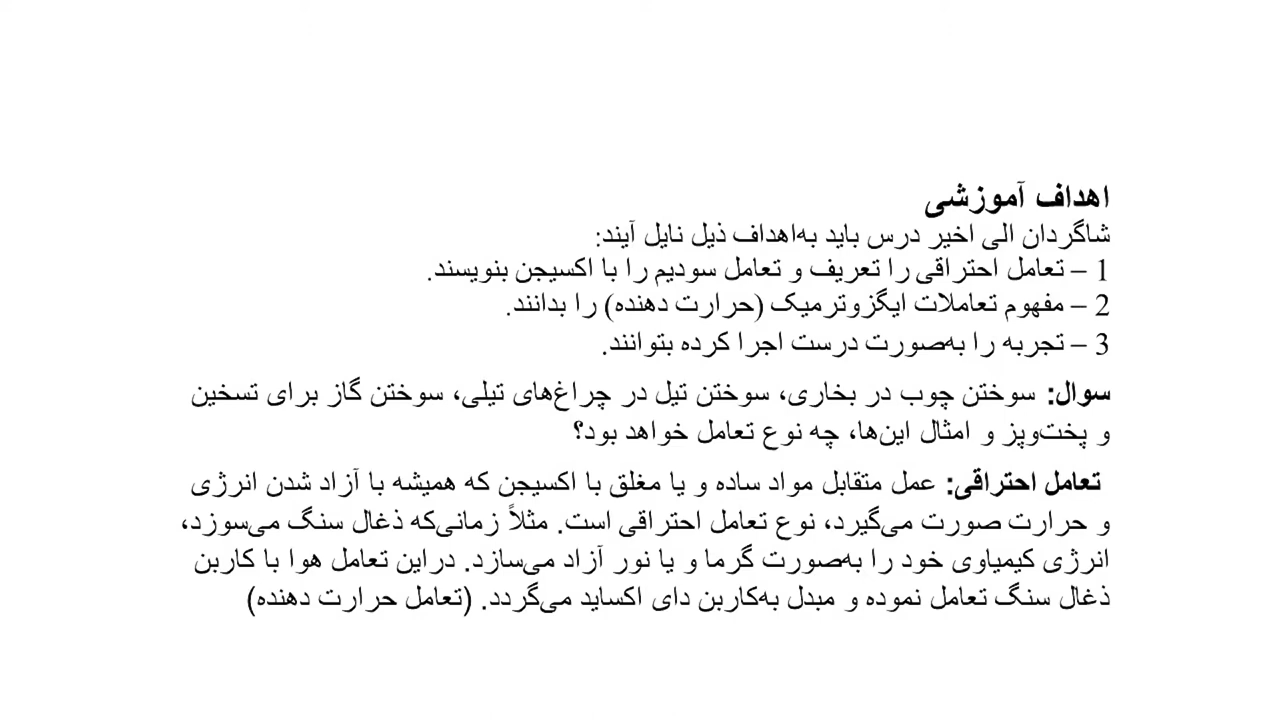 اهداف آموزشی
شاگردان الی اخیر درس باید به‌اهداف ذیل نایل آیند:
1 – تعامل احتراقی را تعریف و تعامل سودیم را با اکسیجن بنویسند.
2 – مفهوم تعاملات ایگزوترمیک (حرارت دهنده) را بدانند.
3 – تجربه را به‌صورت درست اجرا کرده بتوانند.
سوال: سوختن چوب در بخاری، سوختن تیل در چراغ‌های تیلی، سوختن گاز برای تسخین
و پخت‌وپز و امثال این‌ها، چه نوع تعامل خواهد بود؟
تعامل احتراقی: عمل متقابل مواد ساده و یا مغلق با اکسیجن که همیشه با آزاد شدن انرژی
و حرارت صورت می‌گیرد، نوع تعامل احتراقی است. مثلاً زمانی‌که ذغال سنگ می‌سوزد،
انرژی کیمیاوی خود را به‌صورت گرما و یا نور آزاد می‌سازد. دراین تعامل هوا با کاربن
ذغال سنگ تعامل نموده و مبدل به‌کاربن دای اکساید می‌گردد. (تعامل حرارت دهنده)